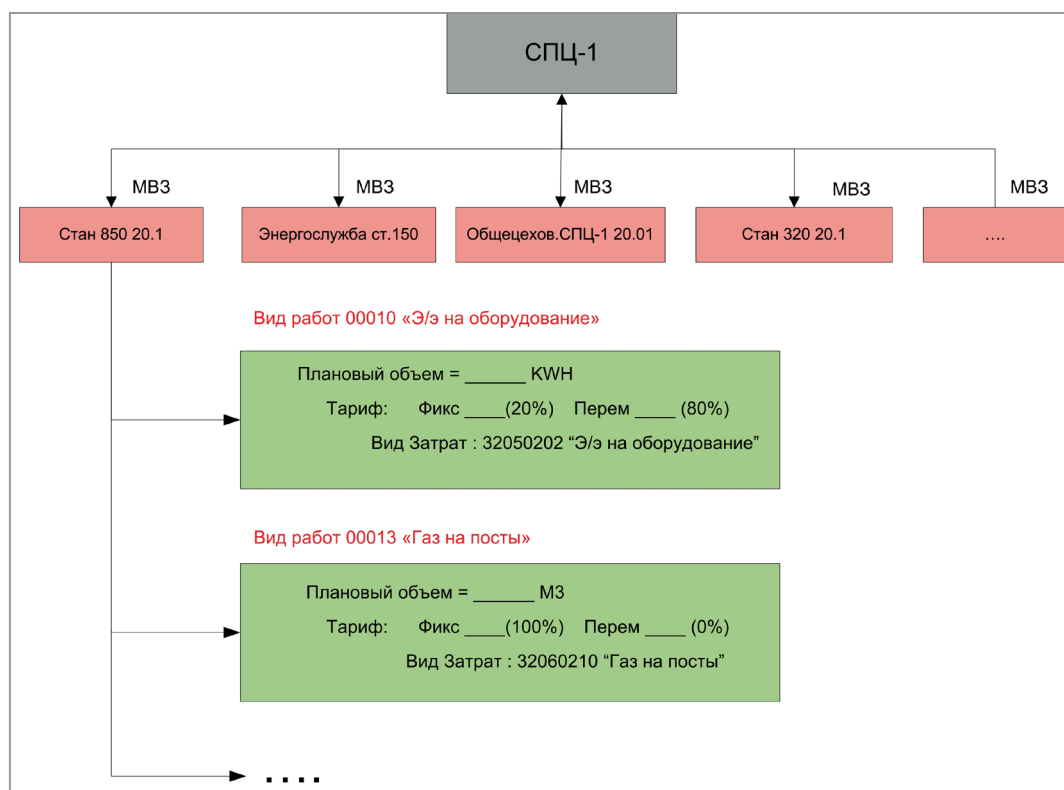 СПЦ-1
МВЗ
МВЗ
МВЗ
МВЗ
МВЗ
Стан 850 20.1
Энергослужба ст.150
Общецехов.СПЦ-1 20.01
Стан 320 20.1
....
Вид работ 00010 «Э/э на оборудование»
Плановый объем = ______ KWH
Тариф: Фикс ____(20%) Перем ____ (80%)
Вид Затрат : 32050202 “Э/э на оборудование”
Вид работ 00013 «Газ на посты»
Плановый объем = ______ М3
Тариф: Фикс ____(100%) Перем ____ (0%)
Вид Затрат : 32060210 “Газ на посты”
. . . .